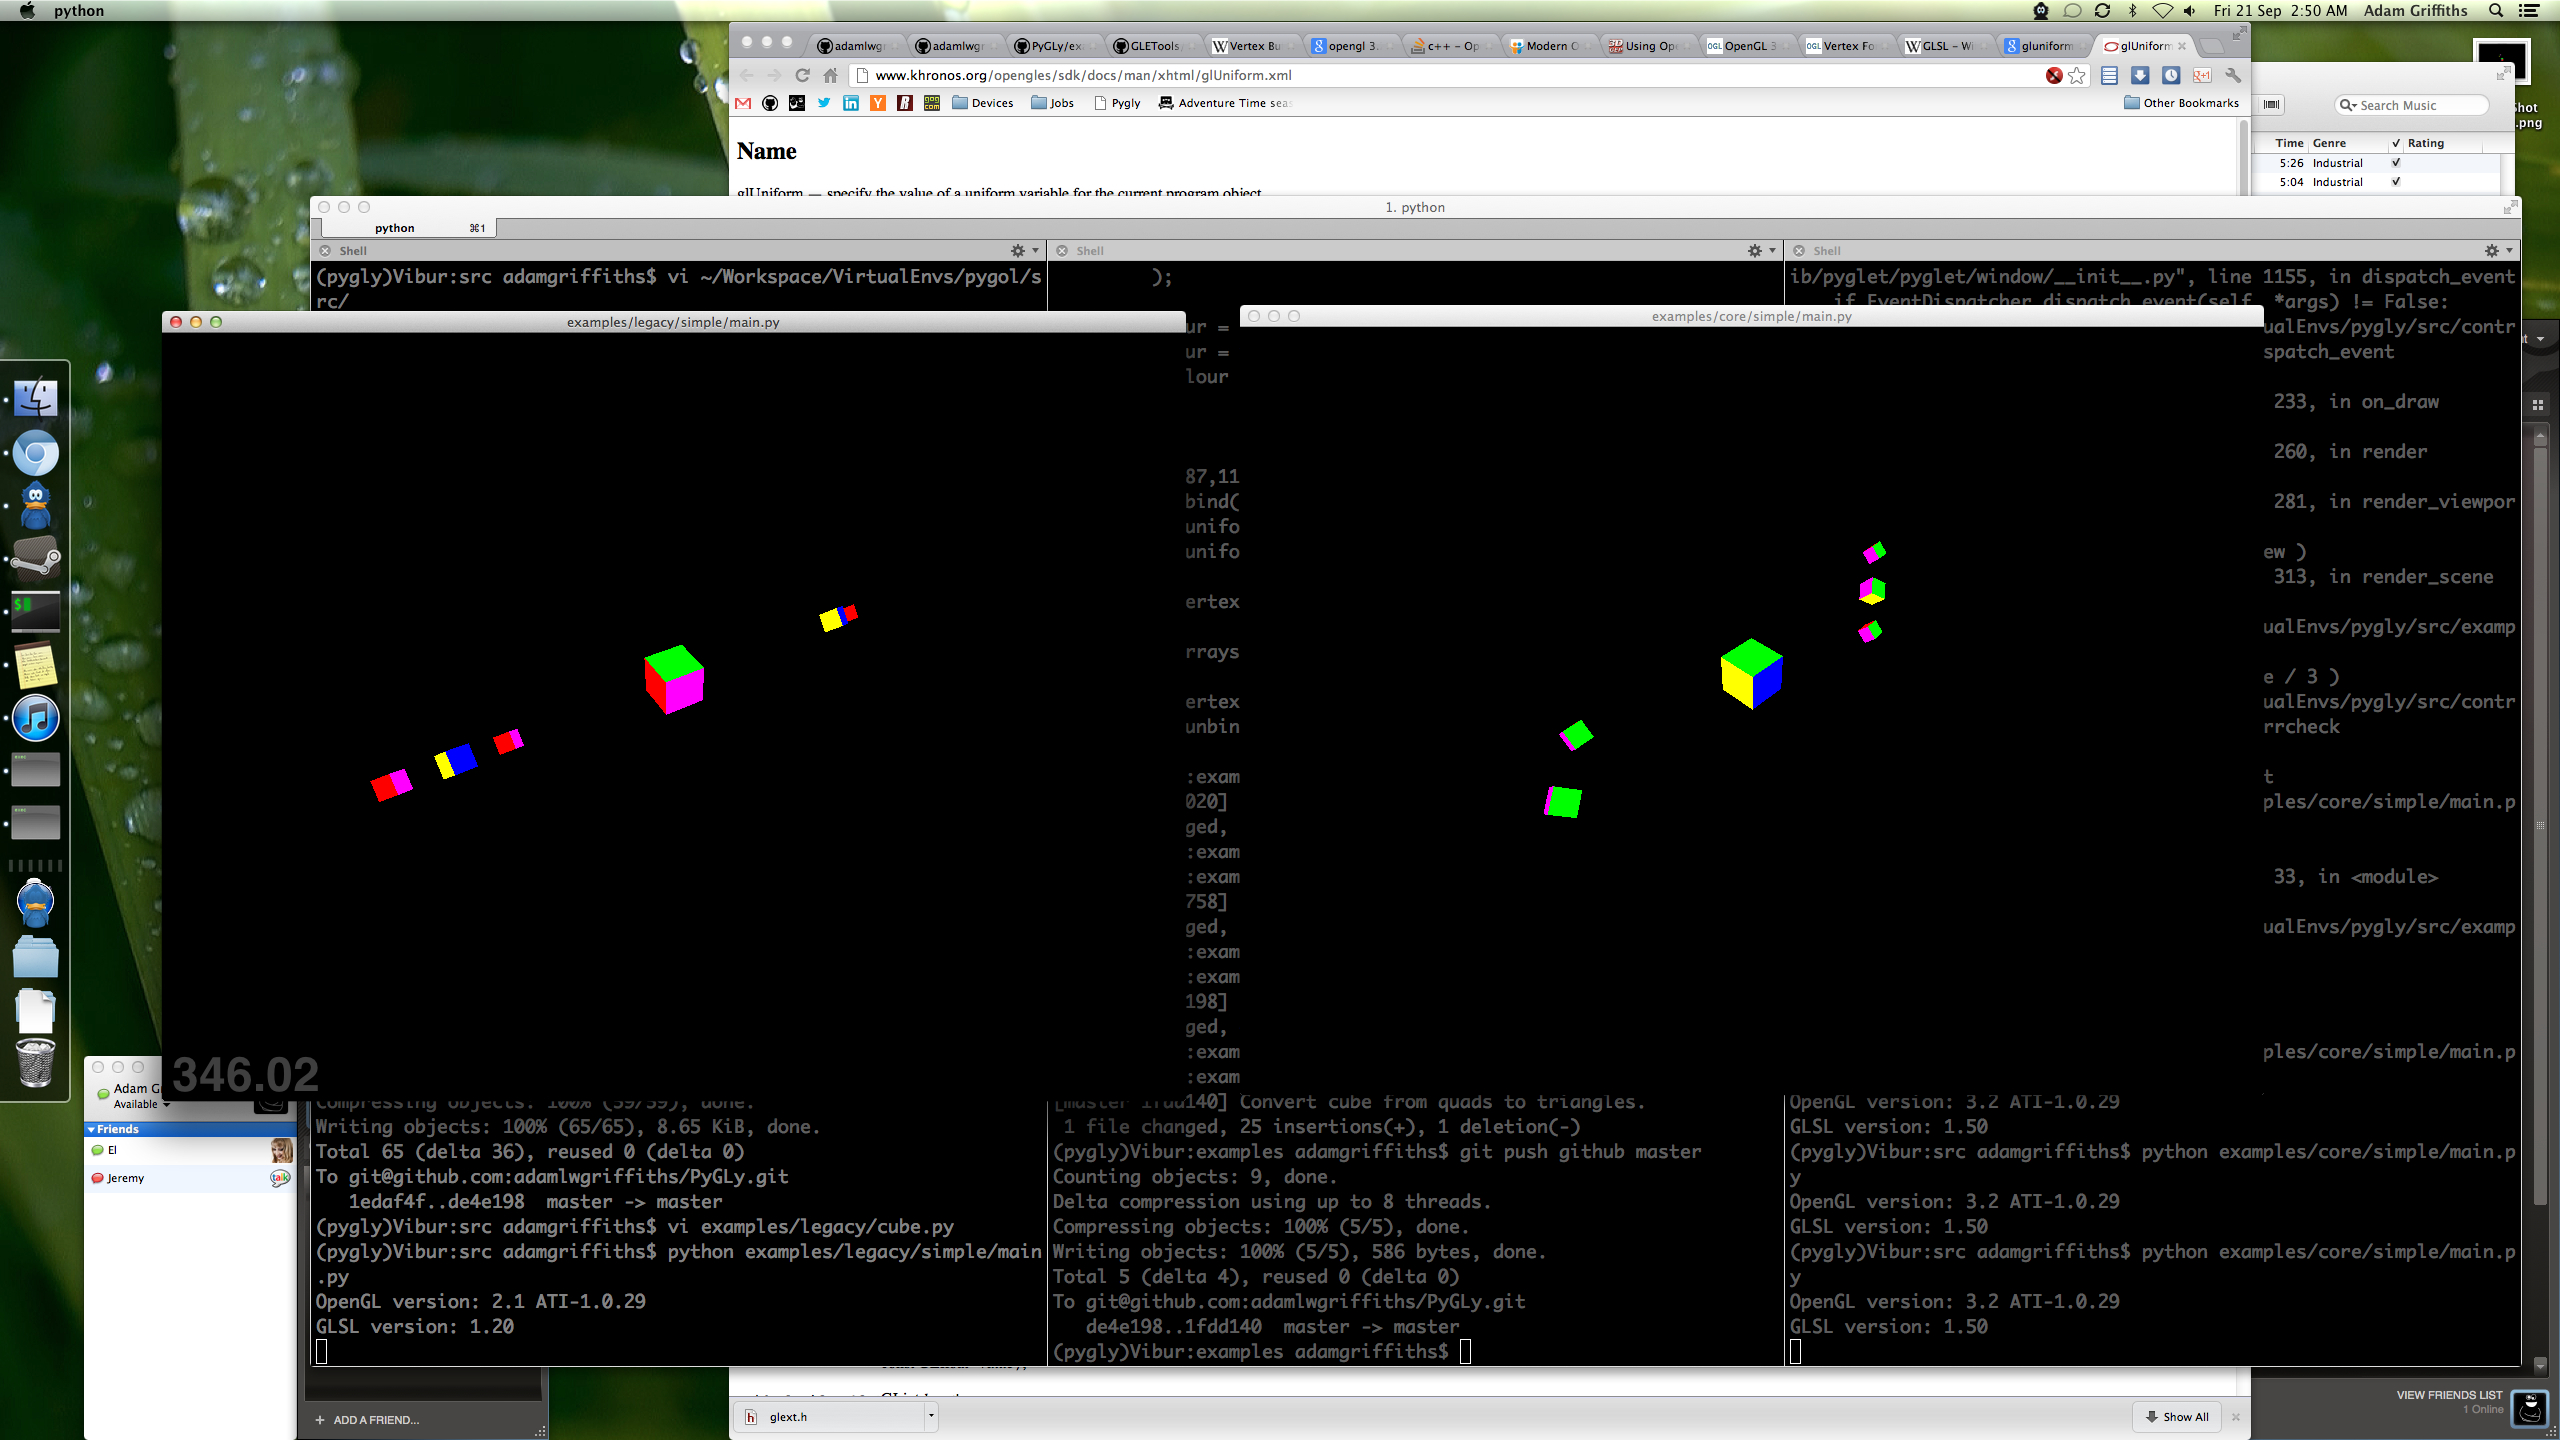 python
Fri 21 Sep 2:50 AM Adam Griffiths
adamlwgr
adamlwgr
PyGLy/ex
GLETools
Vertex Bu
opengl 3.
c++ - Op
Modern O
Using Ope
OpenGL 3
Vertex Fo
GLSL - Wi
gluniform
glUniform
www.khronos.org/opengles/sdk/docs/man/xhtml/glUniform.xml
Devices
Jobs
Pygly
Adventure Time sea
Other Bookmarks
Name
glUniform — specify the value of a uniform variable for the current program object
Search Music
Time Genre ✓ Rating
5:26 Industrial ✓
5:04 Industrial ✓
Shot
.png
1. python
python ⌘1
Shell
(pygly)Vibur:src adamgriffiths$ vi ~/Workspace/VirtualEnvs/pygol/s
rc/
examples/legacy/simple/main.py
346.02
Compressing objects: 100% (59/59), done.
Writing objects: 100% (65/65), 8.65 KiB, done.
Total 65 (delta 36), reused 0 (delta 0)
To git@github.com:adamlwgriffiths/PyGLy.git
1edaf4f..de4e198 master -> master
(pygly)Vibur:src adamgriffiths$ vi examples/legacy/cube.py
(pygly)Vibur:src adamgriffiths$ python examples/legacy/simple/main
.py
OpenGL version: 2.1 ATI-1.0.29
GLSL version: 1.20
Shell
);
ur =
ur =
lour
87,11
bind(
unifo
unifo
ertex
rrays
ertex
unbin
:exam
020]
ged,
:exam
:exam
758]
ged,
:exam
:exam
198]
ged,
:exam
:exam
[master 1fdd140] Convert cube from quads to triangles.
1 file changed, 25 insertions(+), 1 deletion(-)
(pygly)Vibur:examples adamgriffiths$ git push github master
Counting objects: 9, done.
Delta compression using up to 8 threads.
Compressing objects: 100% (5/5), done.
Writing objects: 100% (5/5), 586 bytes, done.
Total 5 (delta 4), reused 0 (delta 0)
To git@github.com:adamlwgriffiths/PyGLy.git
de4e198..1fdd140 master -> master
(pygly)Vibur:examples adamgriffiths$
Shell
ib/pyglet/pyglet/window/__init__.py", line 1155, in dispatch_event
if EventDispatcher.dispatch_event(self, *args) != False:
examples/core/simple/main.py
ualEnvs/pygly/src/contr
spatch_event
233, in on_draw
260, in render
281, in render_viewpor
ew )
313, in render_scene
ualEnvs/pygly/src/examp
e / 3 )
ualEnvs/pygly/src/contr
rrcheck
t
ples/core/simple/main.p
33, in <module>
ualEnvs/pygly/src/examp
ples/core/simple/main.p
OpenGL version: 3.2 ATI-1.0.29
GLSL version: 1.50
(pygly)Vibur:src adamgriffiths$ python examples/core/simple/main.p
y
OpenGL version: 3.2 ATI-1.0.29
GLSL version: 1.50
(pygly)Vibur:src adamgriffiths$ python examples/core/simple/main.p
y
OpenGL version: 3.2 ATI-1.0.29
GLSL version: 1.50
Adam G
Available
Friends
El
Jeremy
talk
+ ADD A FRIEND...
glext.h
Show All
VIEW FRIENDS LIST
1 Online